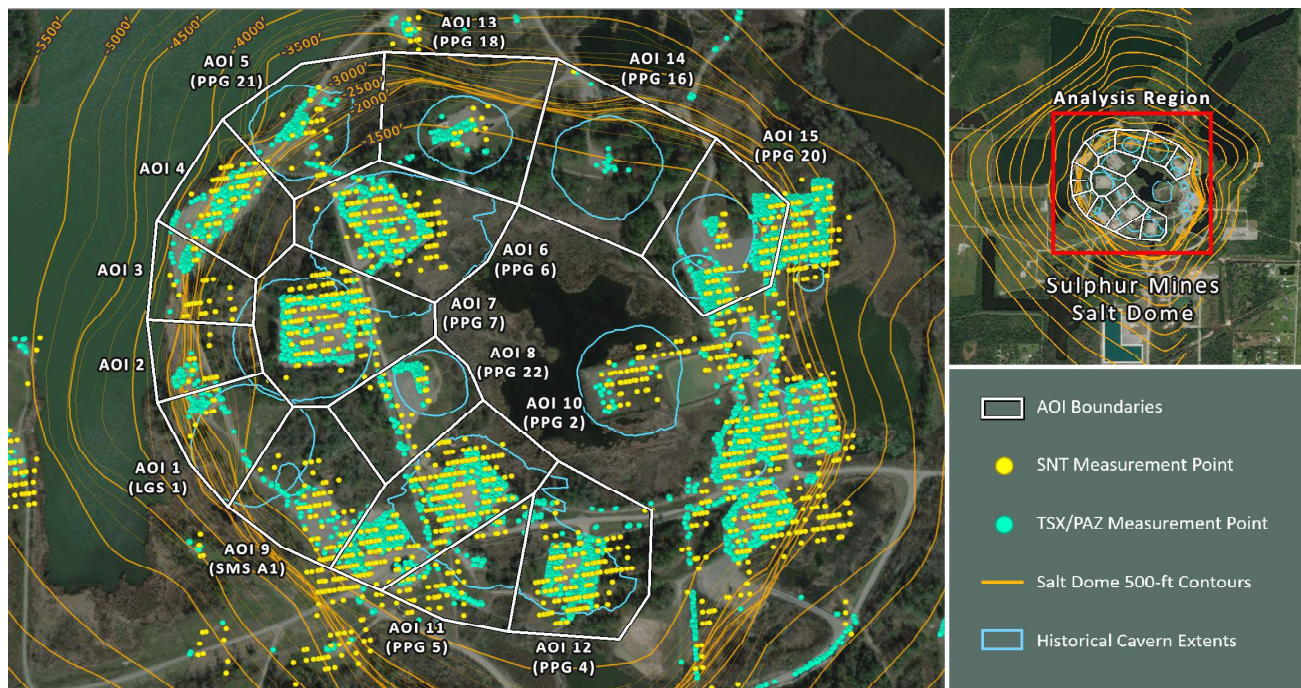 -5500'
-5000'
-4500'
-4000'
-3500'
-3000'
-2500'
-2000'
-1500'
AOI 13
(PPG 18)
AOI 5
(PPG 21)
AOI 14
(PPG 16)
AOI 15
(PPG 20)
AOI 4
AOI 3
AOI 6
(PPG 6)
AOI 7
(PPG 7)
AOI 2
AOI 8
(PPG 22)
AOI 10
(PPG 2)
AOI 1
(LGS 1)
AOI 9
(SMS A1)
AOI 11
(PPG 5)
AOI 12
(PPG 4)
Analysis Region
Sulphur Mines
Salt Dome
AOI Boundaries
SNT Measurement Point
TSX/PAZ Measurement Point
Salt Dome 500-ft Contours
Historical Cavern Extents